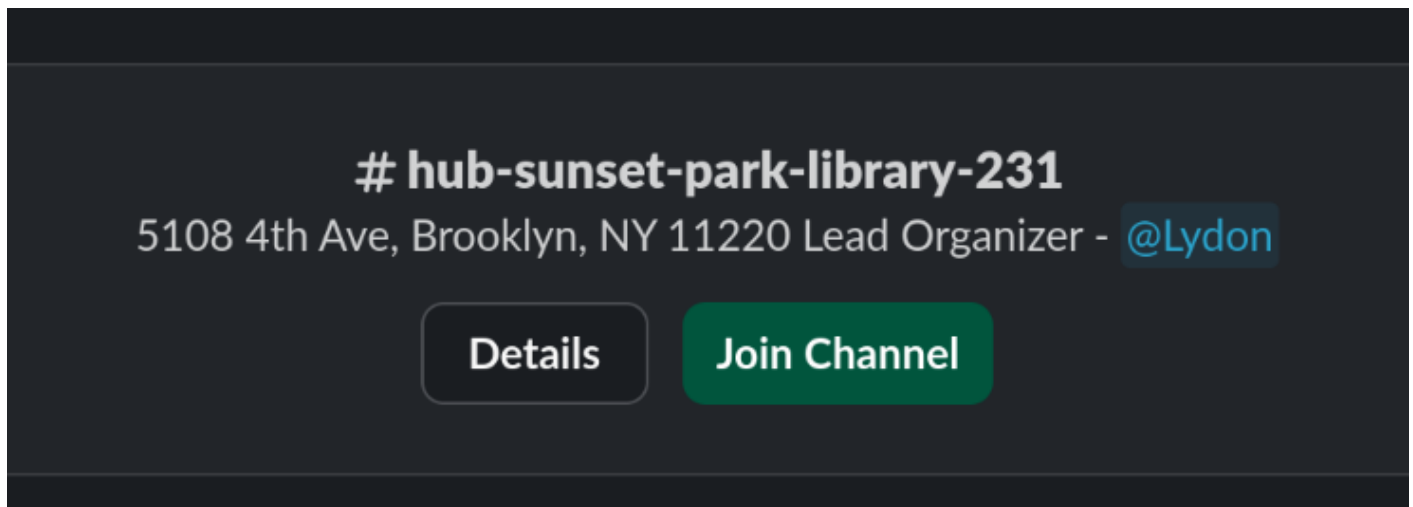 # hub-sunset-park-library-231
5108 4th Ave, Brooklyn, NY 11220 Lead Organizer - @Lydon
Details
Join Channel